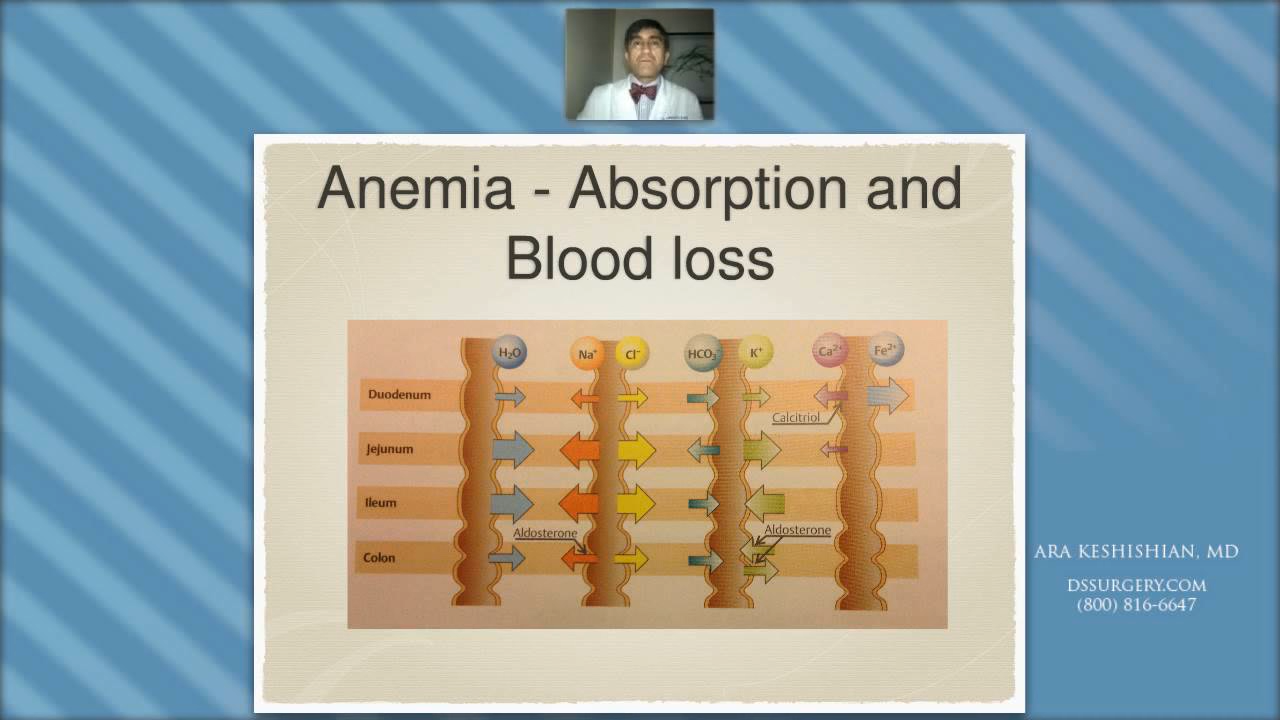 Anemia - Absorption and
Blood loss
H₂O Na⁺ Cl⁻ HCO₃⁻ K⁺ Ca²⁺ Fe²⁺
Duodenum
Calcitriol
Jejunum
Ileum
Aldosterone Aldosterone
Colon
ARA KESHISHIAN, MD
DSSURGERY.COM
(800) 816-6647